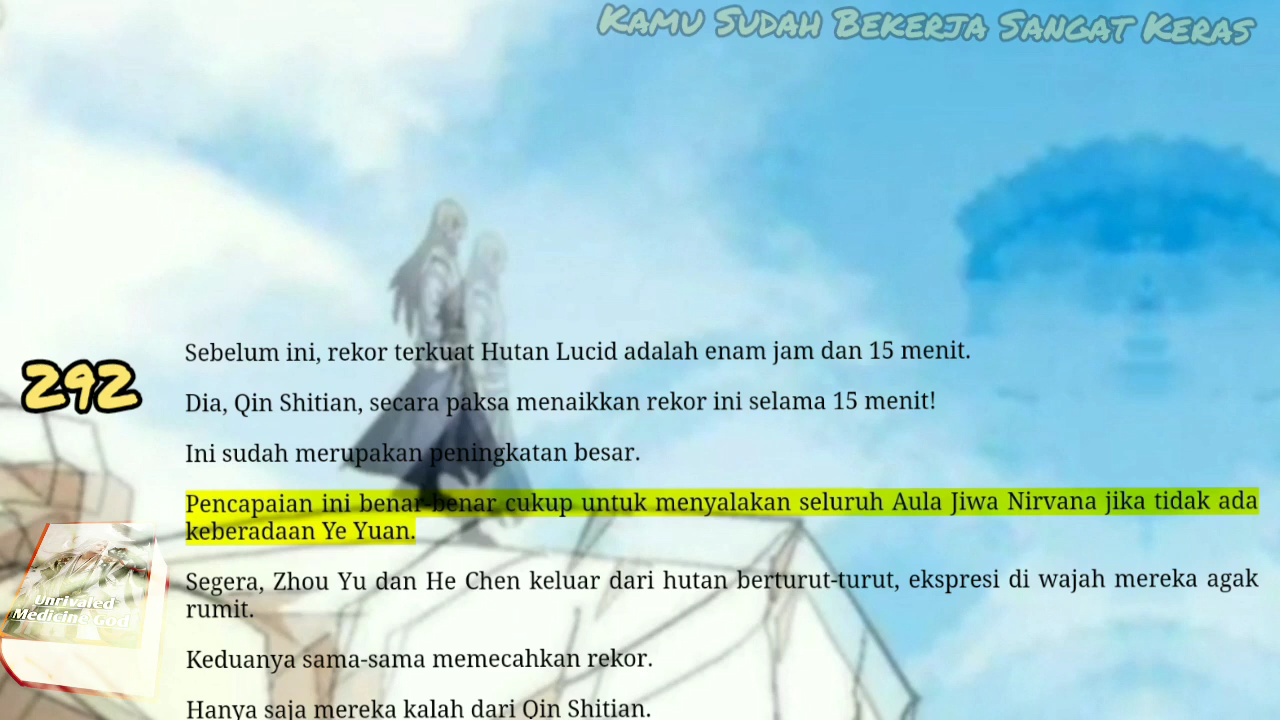 Kamu Sudah Bekerja Sangat Keras
Sebelum ini, rekor terkuat Hutan Lucid adalah enam jam dan 15 menit.
292
Dia, Qin Shitian, secara paksa menaikkan rekor ini selama 15 menit!
Ini sudah merupakan peningkatan besar.
Pencapaian ini benar-benar cukup untuk menyalakan seluruh Aula Jiwa Nirvana jika tidak ada
keberadaan Ye Yuan.
Segera, Zhou Yu dan He Chen keluar dari hutan berturut-turut, ekspresi di wajah mereka agak
rumit.
Unrivaled
Medicine God
Keduanya sama-sama memecahkan rekor.
Hanya saja mereka kalah dari Qin Shitian.